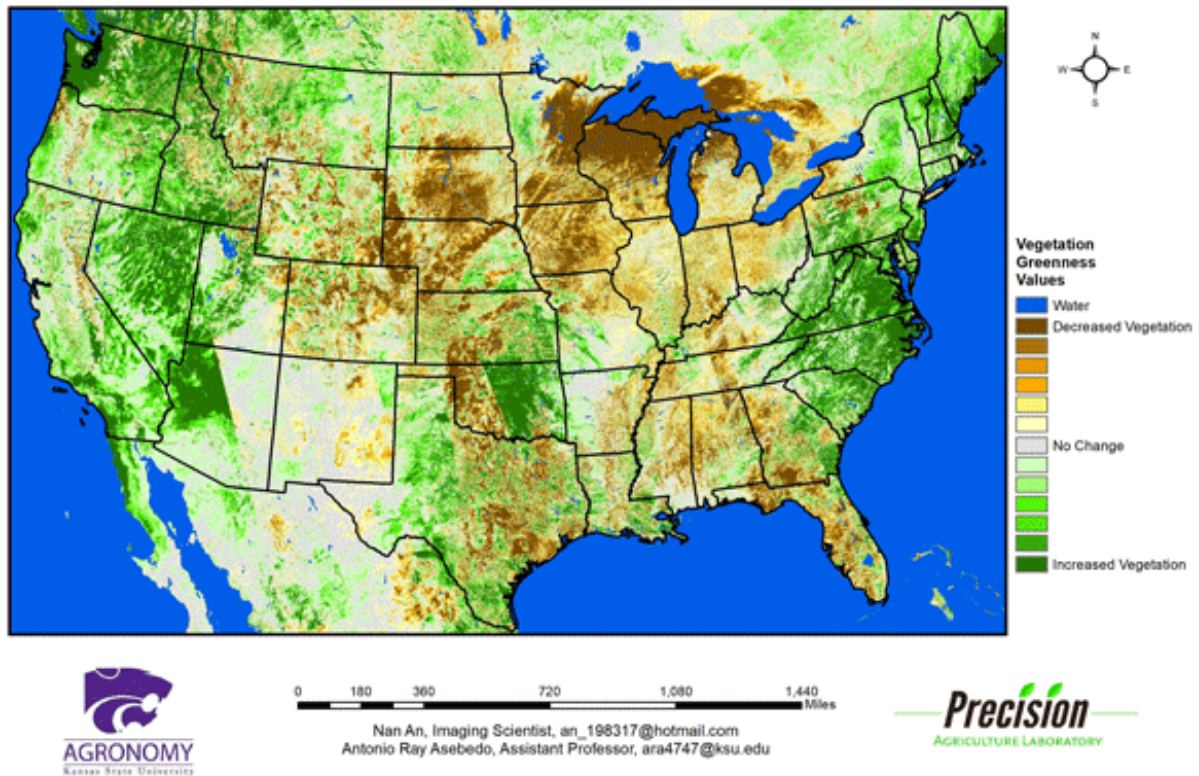 N
W
E
S
Vegetation
Greenness
Values
Water
Decreased Vegetation
No Change
Increased Vegetation
0 180 360 720 1,080 1,440
Miles
Nan An, Imaging Scientist, an_198317@hotmail.com
Antonio Ray Asebedo, Assistant Professor, ara4747@ksu.edu
AGRONOMY
Kansas State University
Precision
AGRICULTURE LABORATORY